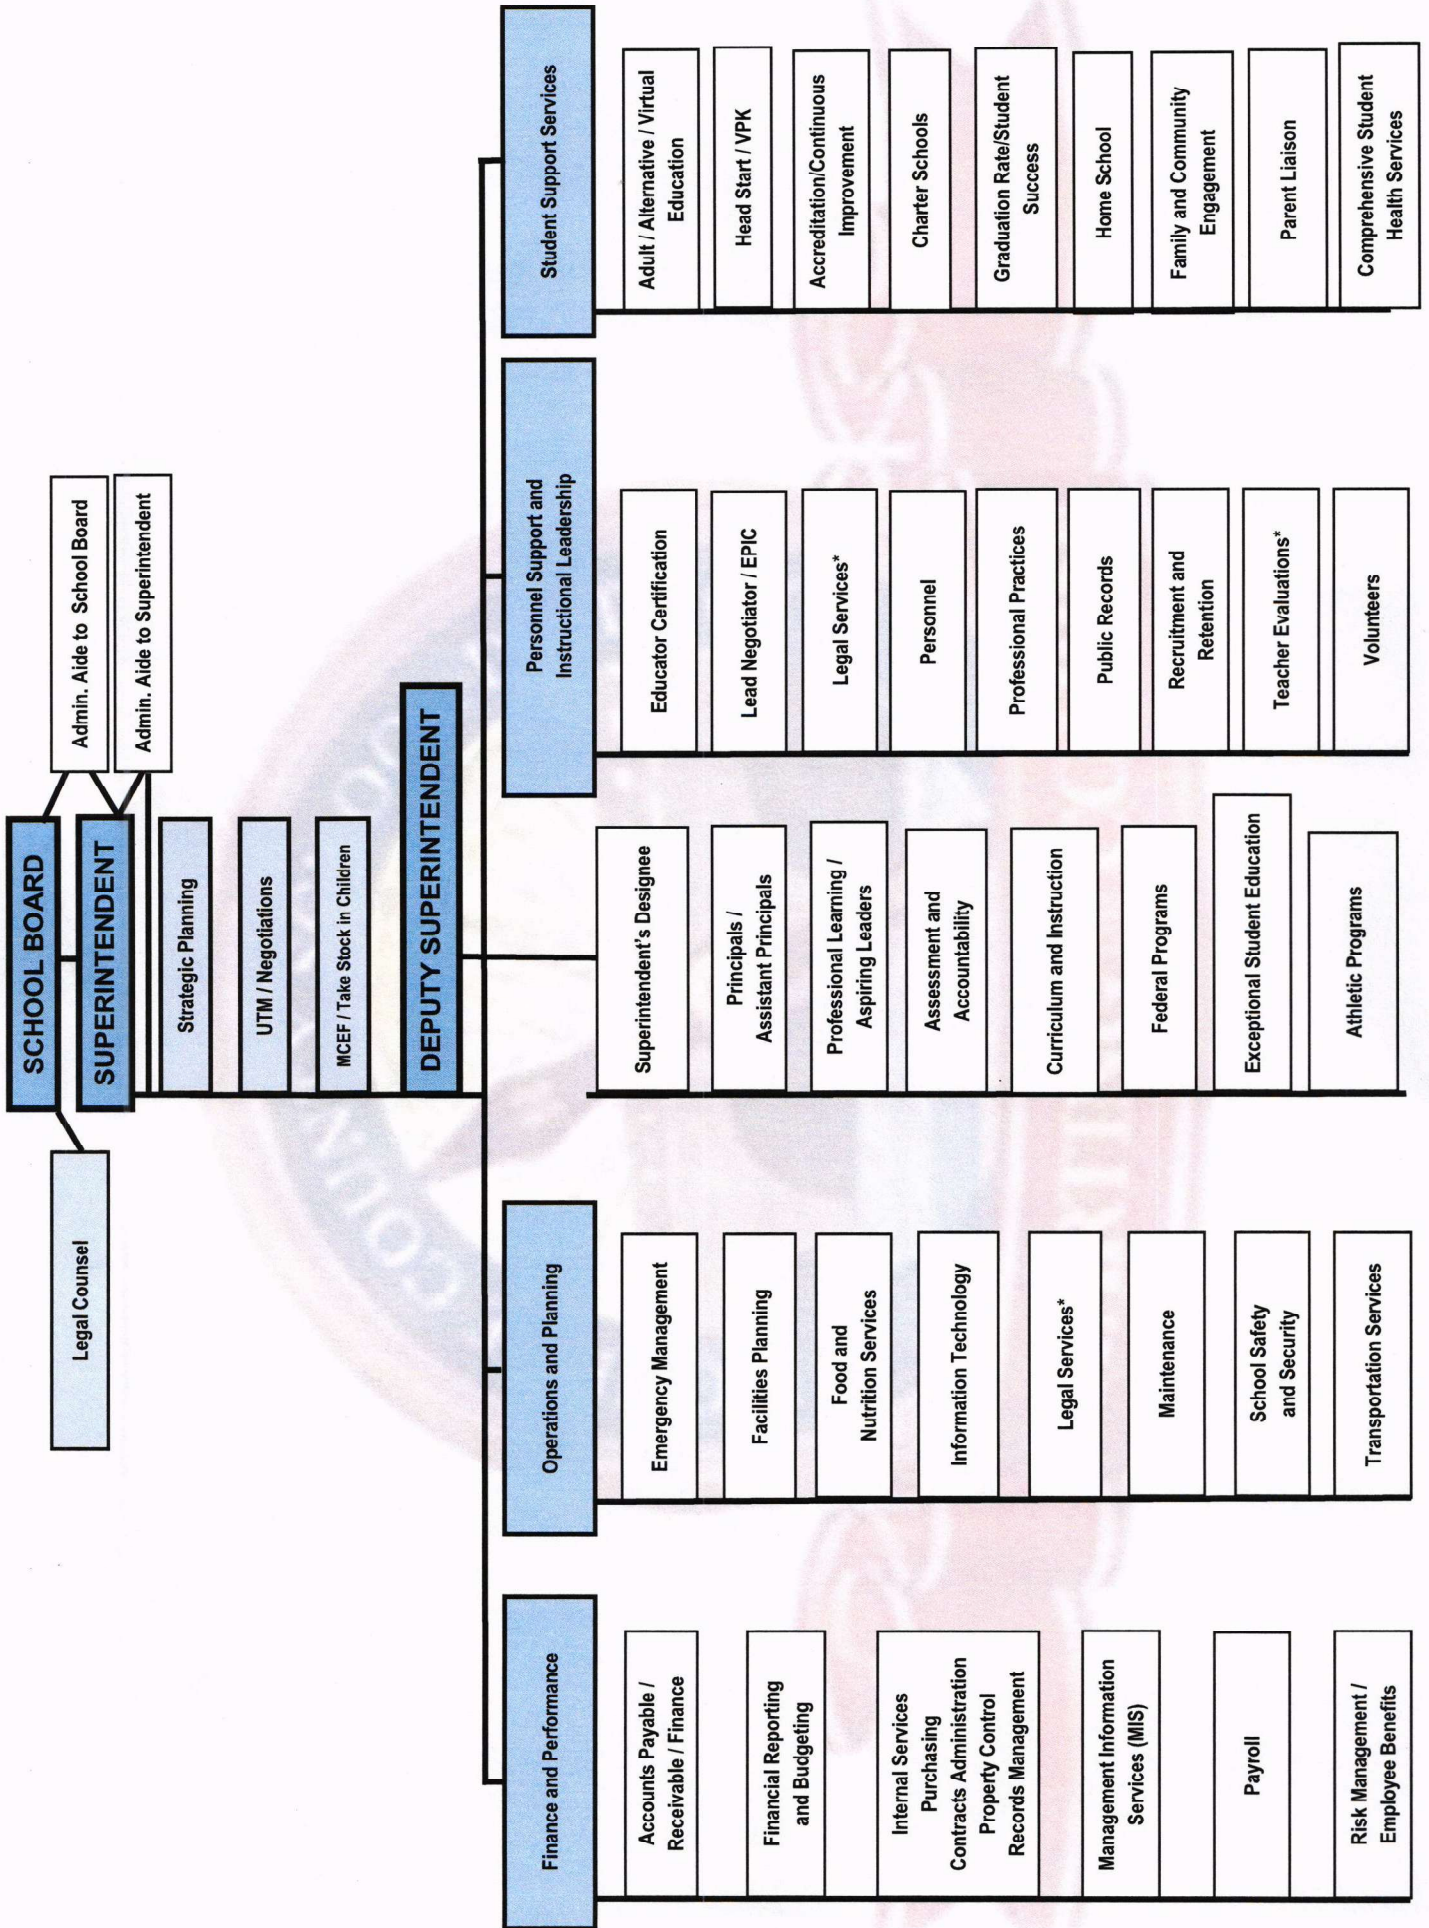 SCHOOL BOARD
SUPERINTENDENT
Legal Counsel
Admin. Aide to School Board
Admin. Aide to Superintendent
Strategic Planning
UTM / Negotiations
MCEF / Take Stock in Children
DEPUTY SUPERINTENDENT
Finance and Performance
Accounts Payable /
Receivable / Finance
Financial Reporting
and Budgeting
Internal Services
Purchasing
Contracts Administration
Property Control
Records Management
Management Information
Services (MIS)
Payroll
Risk Management /
Employee Benefits
Operations and Planning
Emergency Management
Facilities Planning
Food and
Nutrition Services
Information Technology
Legal Services*
Maintenance
School Safety
and Security
Transportation Services
Superintendent's Designee
Principals /
Assistant Principals
Professional Learning /
Aspiring Leaders
Assessment and
Accountability
Curriculum and Instruction
Federal Programs
Exceptional Student Education
Athletic Programs
Personnel Support and
Instructional Leadership
Educator Certification
Lead Negotiator / EPIC
Legal Services*
Personnel
Professional Practices
Public Records
Recruitment and
Retention
Teacher Evaluations*
Volunteers
Student Support Services
Adult / Alternative / Virtual
Education
Head Start / VPK
Accreditation/Continuous
Improvement
Charter Schools
Graduation Rate/Student
Success
Home School
Family and Community
Engagement
Parent Liaison
Comprehensive Student
Health Services